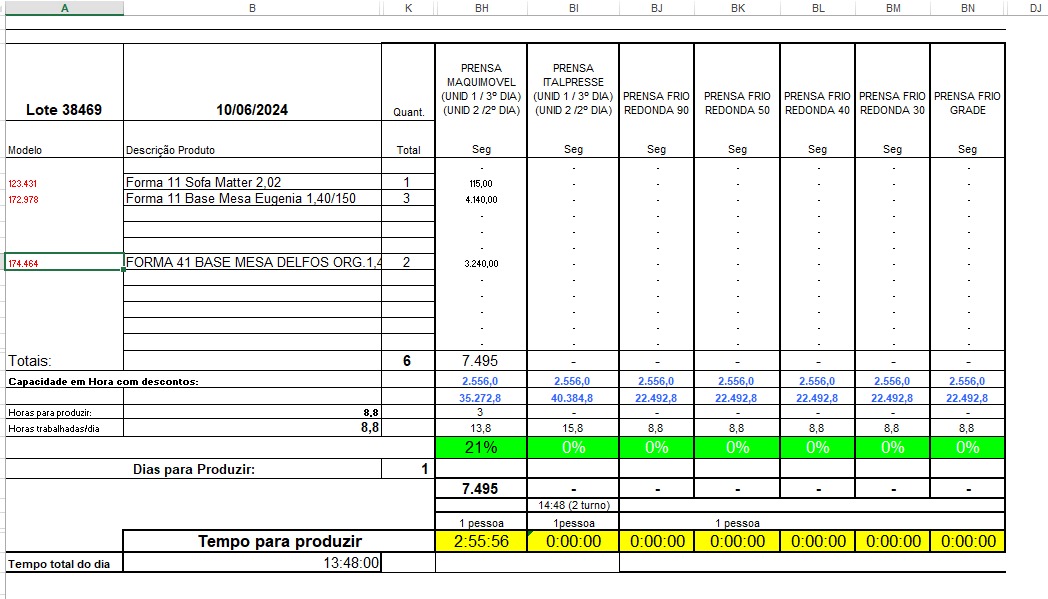 A B K BH BI BJ BK BL BM BN DJ
PRENSA PRENSA
MAQUIMOVEL ITALPRESSE
(UNID 1 / 3º DIA) (UNID 1 / 3º DIA) PRENSA FRIO PRENSA FRIO PRENSA FRIO PRENSA FRIO PRENSA FRIO
Lote 38469 10/06/2024 Quant. (UNID 2 /2º DIA) (UNID 2 /2º DIA) REDONDA 90 REDONDA 50 REDONDA 40 REDONDA 30 GRADE
Modelo Descrição Produto Total Seg Seg Seg Seg Seg Seg Seg
- - - - - - -
123.431 Forma 11 Sofa Matter 2,02 1 115,00 - - - - - -
172.978 Forma 11 Base Mesa Eugenia 1,40/150 3 4.140,00 - - - - - -
- - - - - - -
- - - - - - -
- - - - - - -
174.464 FORMA 41 BASE MESA DELFOS ORG.1,4 2 3.240,00 - - - - - -
- - - - - - -
- - - - - - -
- - - - - - -
- - - - - - -
- - - - - - -
Totais: 6 7.495 - - - - - -
Capacidade em Hora com descontos: 2.556,0 2.556,0 2.556,0 2.556,0 2.556,0 2.556,0 2.556,0
35.272,8 40.384,8 22.492,8 22.492,8 22.492,8 22.492,8 22.492,8
Horas para produzir: 8,8 3 - - - - - -
Horas trabalhadas/dia 8,8 13,8 15,8 8,8 8,8 8,8 8,8 8,8
21% 0% 0% 0% 0% 0% 0%
Dias para Produzir: 1
7.495 - - - - - -
14:48 (2 turno)
1 pessoa 1pessoa 1 pessoa
Tempo para produzir 2:55:56 0:00:00 0:00:00 0:00:00 0:00:00 0:00:00 0:00:00
Tempo total do dia 13:48:00